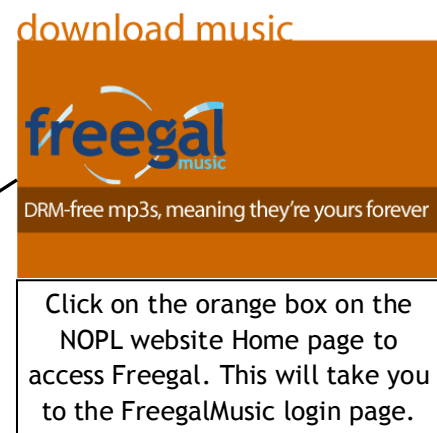 download music
freegal
music
DRM-free mp3s, meaning they're yours forever
Click on the orange box on the
NOPL website Home page to
access Freegal. This will take you
to the FreegalMusic login page.